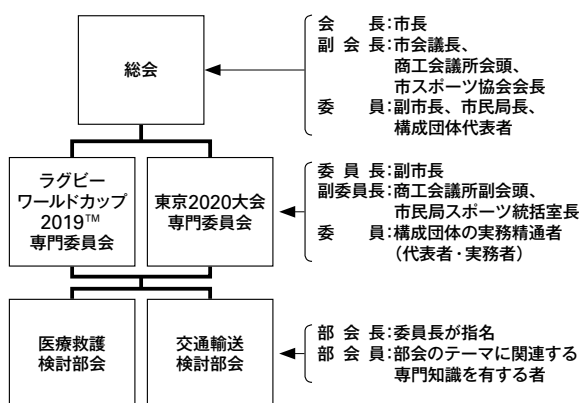 総会
会長：市長
副会長：市会議長、
商工会議所会頭、
市スポーツ協会会長
委員：副市長、市民局長、
構成団体代表者
ラグビー
ワールドカップ
2019™
専門委員会
東京2020大会
専門委員会
委員長：副市長
副委員長：商工会議所副会頭、
市民局スポーツ統括室長
委員：構成団体の実務精通者
（代表者・実務者）
医療救護
検討部会
交通輸送
検討部会
部会長：委員長が指名
部会員：部会のテーマに関連する
専門知識を有する者